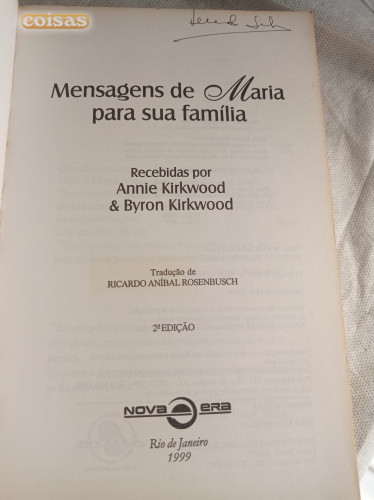 coisas
Mensagens de Maria
para sua família
Recebidas por
Annie Kirkwood
& Byron Kirkwood
Tradução de
RICARDO ANÍBAL ROSENBUSCH
2ª EDIÇÃO
NOVA ERA
Rio de Janeiro
1999